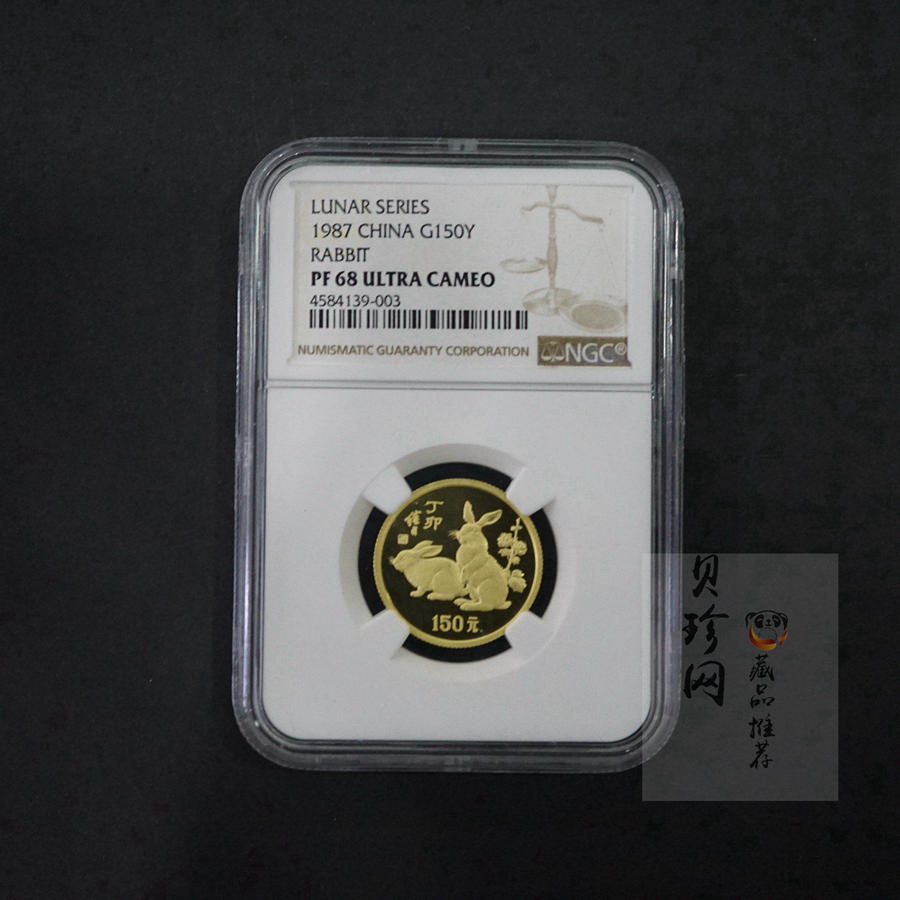 LUNAR SERIES
1987 CHINA G150Y
RABBIT
PF 68 ULTRA CAMEO
4584139-003
NUMISMATIC GUARANTY CORPORATION
NGC®
丁卯
150元
贝珍网
藏品推荐